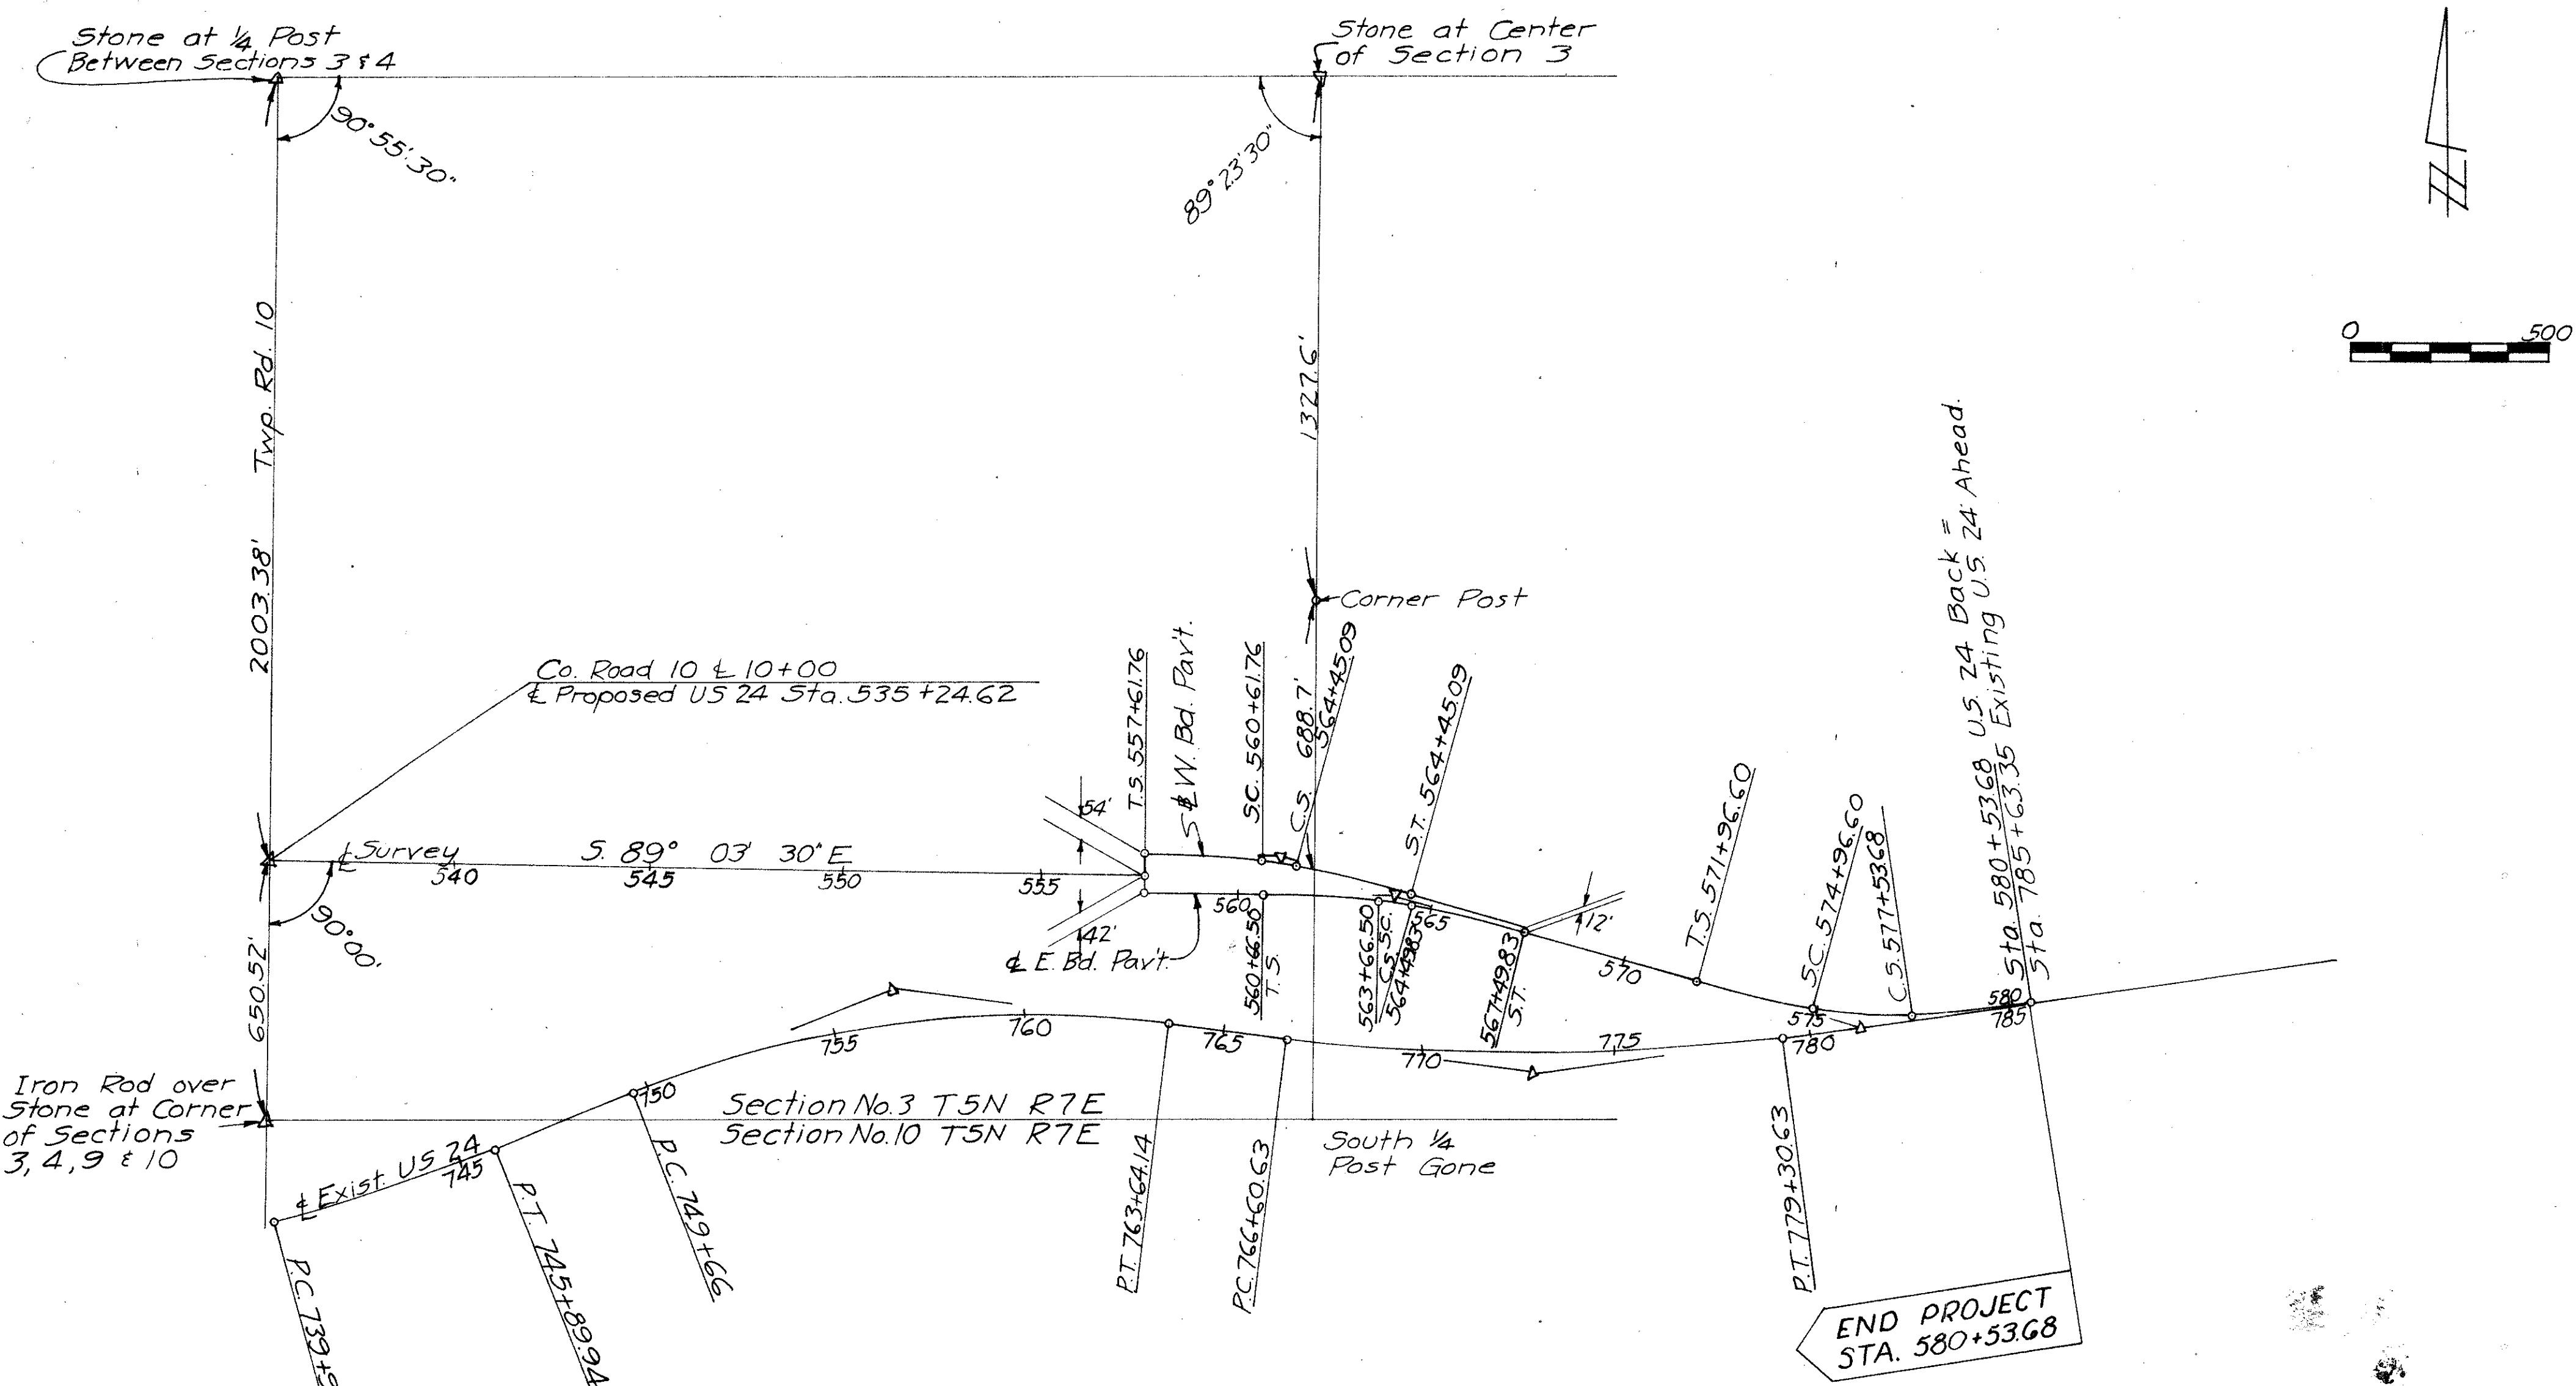 Stone at ¼ Post
Between Sections 3 & 4
Stone at Center
of Section 3
90° 55' 30"
89° 23' 30"
0 500
Twp. Rd. 10
2003.38'
1327.6'
Corner Post
688.7'
Co. Road 10 ℄ 10+00
℄ Proposed US 24 Sta. 535+24.62
℄ Survey
S. 89° 03' 30" E
540
545
550
555
90°00'
650.52'
54'
42'
T.S. 557+61.76
℄ W. Bd. Pav't.
S.C. 560+61.76
C.S. 564+45.09
S.T. 564+45.09
℄ E. Bd. Pav't.
560
565
560+66.50
T.S.
563+66.50
S.C.
C.S.
564+49.83
567+49.83
S.T.
12'
570
T.S. 571+96.60
S.C. 574+96.60
C.S. 577+53.68
575
580
785
Sta. 580+53.68 U.S. 24 Back =
Sta. 785+63.35 Existing U.S. 24 Ahead.
755
760
765
770
775
780
Iron Rod over
Stone at Corner
of Sections
3, 4, 9 & 10
Section No. 3 T5N R7E
Section No. 10 T5N R7E
South ¼
Post Gone
℄ Exist. US 24
745
750
P.C. 739+9
P.T. 745+89.94
P.C. 749+66
P.T. 763+64.14
P.C. 766+60.63
P.T. 779+30.63
END PROJECT
STA. 580+53.68
N